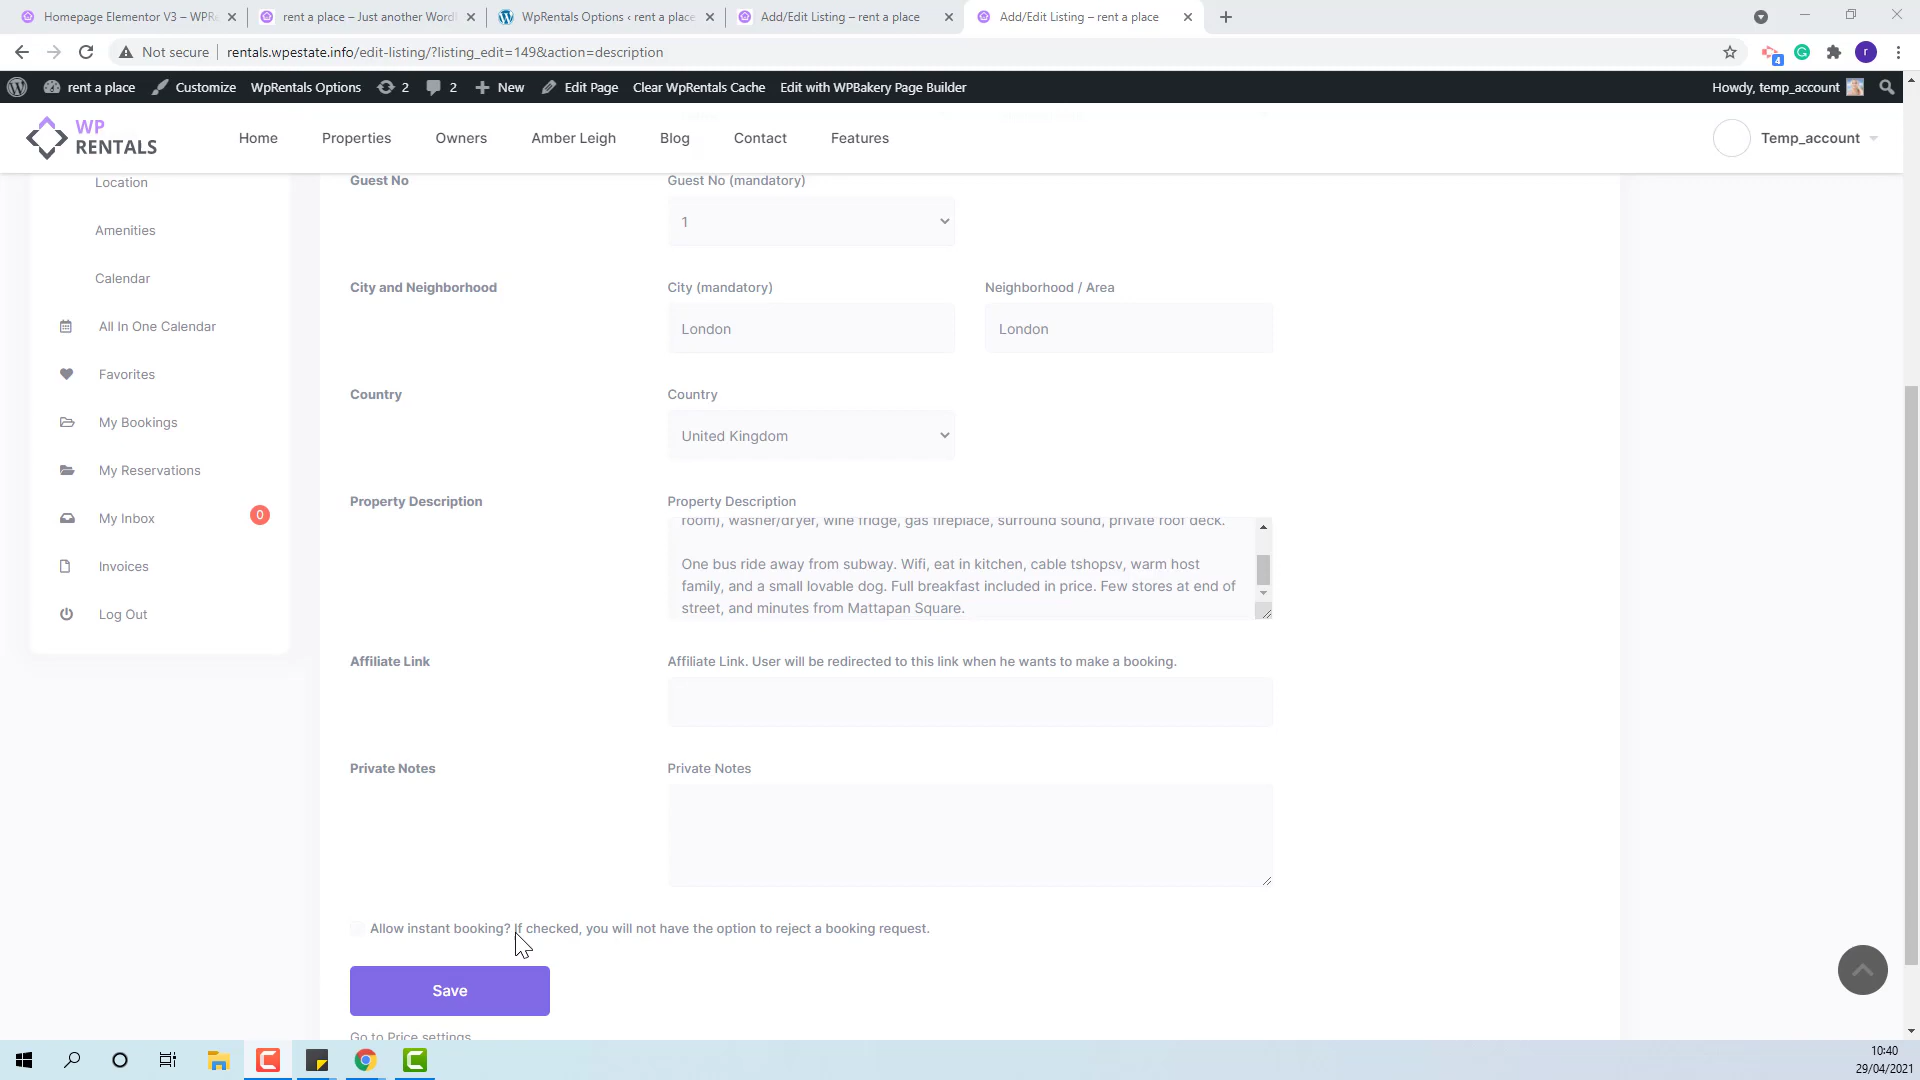 Homepage Elementor V3 – WPRe
rent a place – Just another Word
WpRentals Options ‹ rent a place
Add/Edit Listing – rent a place
Add/Edit Listing – rent a place
Not secure
rentals.wpestate.info/edit-listing/?listing_edit=149&action=description
4
r
rent a place
Customize
WpRentals Options
2
2
New
Edit Page
Clear WpRentals Cache
Edit with WPBakery Page Builder
Howdy, temp_account
WP
RENTALS
Home
Properties
Owners
Amber Leigh
Blog
Contact
Features
Temp_account
Location
Amenities
Calendar
All In One Calendar
Favorites
My Bookings
My Reservations
My Inbox
0
Invoices
Log Out
Guest No
Guest No (mandatory)
1
City and Neighborhood
City (mandatory)
Neighborhood / Area
London
London
Country
Country
United Kingdom
Property Description
Property Description
room), washer/dryer, wine fridge, gas fireplace, surround sound, private roof deck.
One bus ride away from subway. Wifi, eat in kitchen, cable tshopsv, warm host
family, and a small lovable dog. Full breakfast included in price. Few stores at end of
street, and minutes from Mattapan Square.
Affiliate Link
Affiliate Link. User will be redirected to this link when he wants to make a booking.
Private Notes
Private Notes
Allow instant booking? If checked, you will not have the option to reject a booking request.
Save
Go to Price settings
10:40
29/04/2021